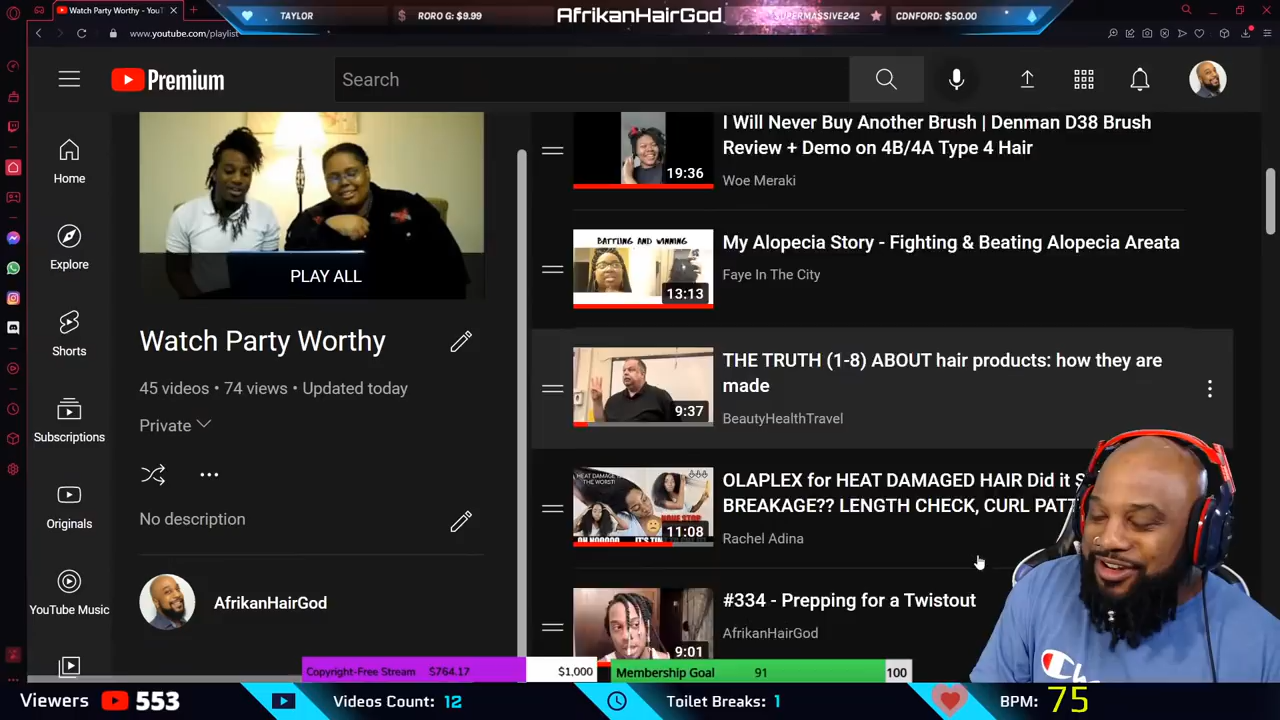 TAYLOR
RORO G: $9.99
AfrikanHairGod
SUPERMASSIVE242
CDNFORD: $50.00
www.youtube.com/playlist
Premium
Search
Home
Explore
Shorts
Subscriptions
Originals
YouTube Music
PLAY ALL
Watch Party Worthy
45 videos • 74 views • Updated today
Private
No description
AfrikanHairGod
19:36
I Will Never Buy Another Brush | Denman D38 Brush
Review + Demo on 4B/4A Type 4 Hair
Woe Meraki
BATTLING AND WINNING
13:13
My Alopecia Story - Fighting & Beating Alopecia Areata
Faye In The City
9:37
THE TRUTH (1-8) ABOUT hair products: how they are
made
BeautyHealthTravel
HEAT DAMAGE IS
THE WORST!
11:08
OLAPLEX for HEAT DAMAGED HAIR Did it
BREAKAGE?? LENGTH CHECK, CURL
Rachel Adina
9:01
#334 - Prepping for a Twistout
AfrikanHairGod
Copyright-Free Stream $764.17 $1,000
Membership Goal 91 100
Viewers 553
Videos Count: 12
Toilet Breaks: 1
BPM: 75